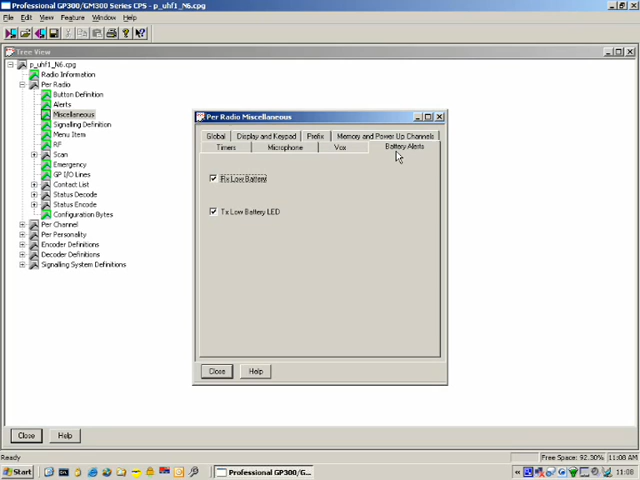 Professional GP300/GM300 Series CPS - p_uhf1_N6.cpg
File Edit View Feature Window Help
Tree View
p_uhf1_N6.cpg
Radio Information
Per Radio
Button Definition
Alerts
Miscellaneous
Signalling Definition
Menu Item
RF
Scan
Emergency
GP I/O Lines
Contact List
Status Decode
Status Encode
Configuration Bytes
Per Channel
Per Personality
Encoder Definitions
Decoder Definitions
Signalling System Definitions
Per Radio Miscellaneous
Global Display and Keypad Prefix Memory and Power Up Channels
Timers Microphone Vox Battery Alerts
Rx Low Battery
Tx Low Battery LED
Close Help
Close Help
Ready Free Space: 92.30% 11:08 AM
Start Professional GP300/G... 11:08